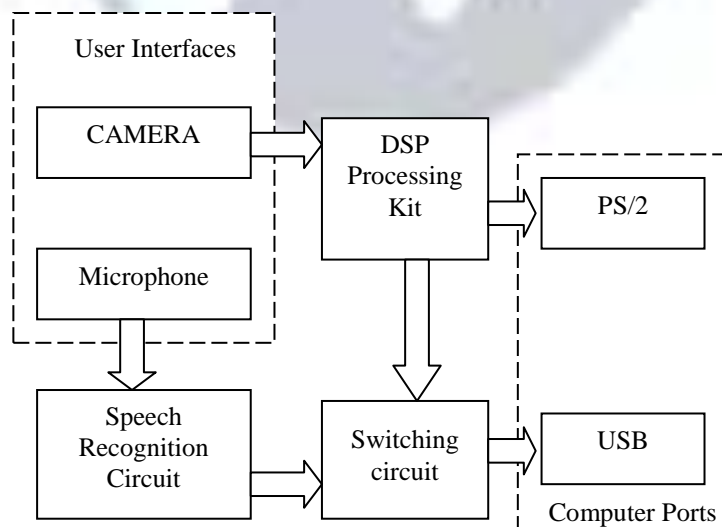 User Interfaces
CAMERA
DSP
Processing
Kit
PS/2
Microphone
Speech
Recognition
Circuit
Switching
circuit
USB
Computer Ports